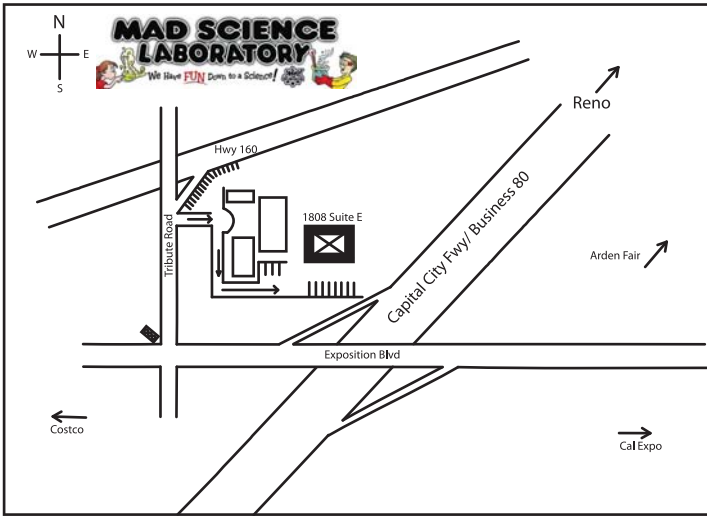 N
W E
S
MAD SCIENCE
LABORATORY
We Have FUN Down to a Science!
Reno
Hwy 160
1808 Suite E
Tribute Road
Capital City Fwy/ Business 80
Arden Fair
Exposition Blvd
Costco
Cal Expo